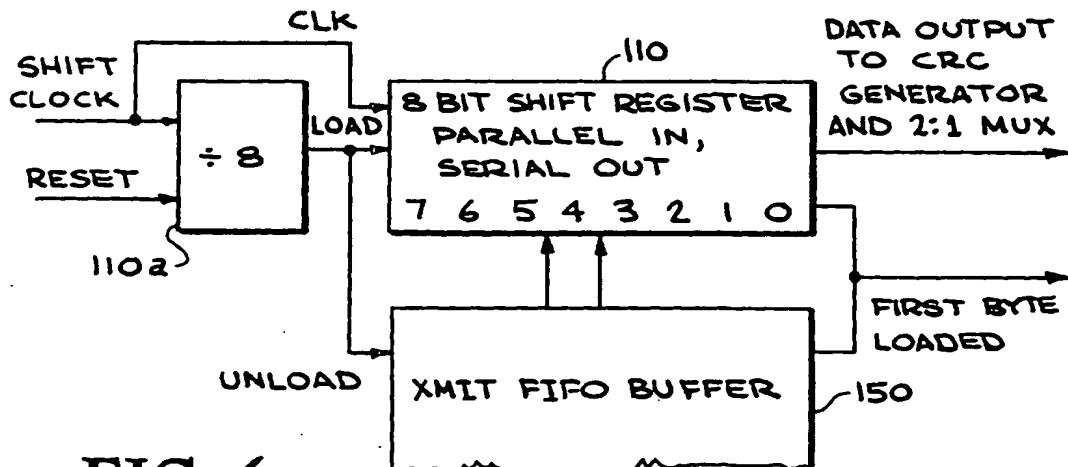 CLK
SHIFT
CLOCK
RESET
÷ 8
110a
LOAD
UNLOAD
110
8 BIT SHIFT REGISTER
PARALLEL IN,
SERIAL OUT
7 6 5 4 3 2 1 0
DATA OUTPUT
TO CRC
GENERATOR
AND 2:1 MUX
FIRST BYTE
LOADED
XMIT FIFO BUFFER
150